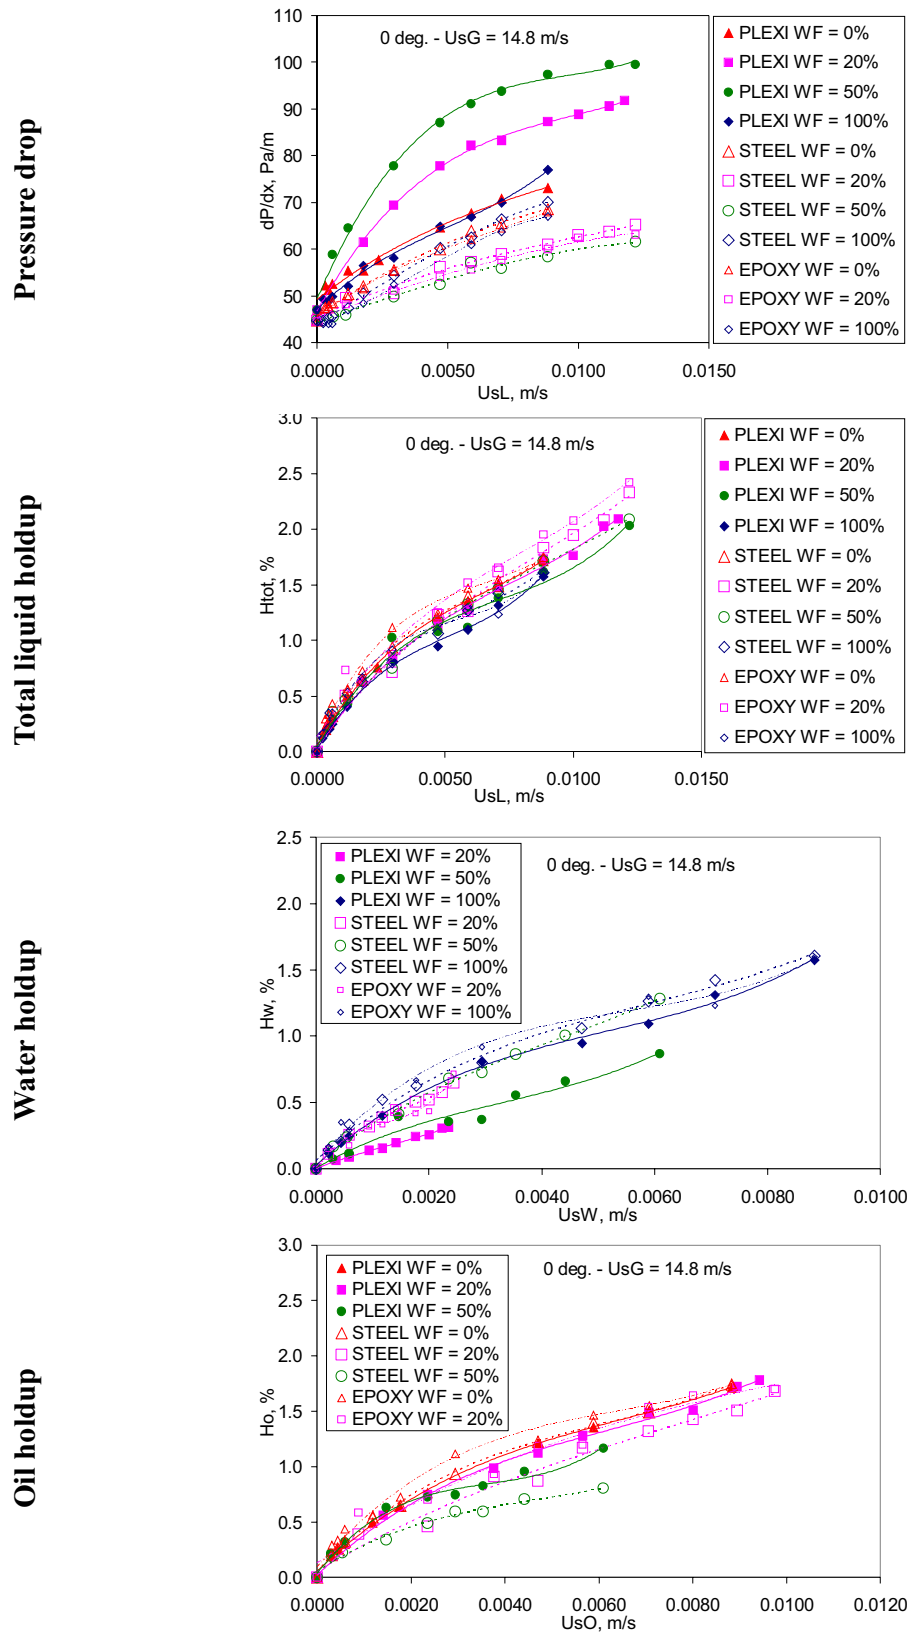 Pressure drop
110
100
90
80
70
60
50
40
dP/dx, Pa/m
0 deg. - UsG = 14.8 m/s
0.0000 0.0050 0.0100 0.0150
UsL, m/s
PLEXI WF = 0%
PLEXI WF = 20%
PLEXI WF = 50%
PLEXI WF = 100%
STEEL WF = 0%
STEEL WF = 20%
STEEL WF = 50%
STEEL WF = 100%
EPOXY WF = 0%
EPOXY WF = 20%
EPOXY WF = 100%
Total liquid holdup
3.0
2.5
2.0
1.5
1.0
0.5
0.0
Htot, %
0 deg. - UsG = 14.8 m/s
0.0000 0.0050 0.0100 0.0150
UsL, m/s
PLEXI WF = 0%
PLEXI WF = 20%
PLEXI WF = 50%
PLEXI WF = 100%
STEEL WF = 0%
STEEL WF = 20%
STEEL WF = 50%
STEEL WF = 100%
EPOXY WF = 0%
EPOXY WF = 20%
EPOXY WF = 100%
Water holdup
2.5
2.0
1.5
1.0
0.5
0.0
Hw, %
PLEXI WF = 20%
PLEXI WF = 50%
PLEXI WF = 100%
STEEL WF = 20%
STEEL WF = 50%
STEEL WF = 100%
EPOXY WF = 20%
EPOXY WF = 100%
0 deg. - UsG = 14.8 m/s
0.0000 0.0020 0.0040 0.0060 0.0080 0.0100
UsW, m/s
Oil holdup
3.0
2.5
2.0
1.5
1.0
0.5
0.0
Ho, %
PLEXI WF = 0%
PLEXI WF = 20%
PLEXI WF = 50%
STEEL WF = 0%
STEEL WF = 20%
STEEL WF = 50%
EPOXY WF = 0%
EPOXY WF = 20%
0 deg. - UsG = 14.8 m/s
0.0000 0.0020 0.0040 0.0060 0.0080 0.0100 0.0120
UsO, m/s